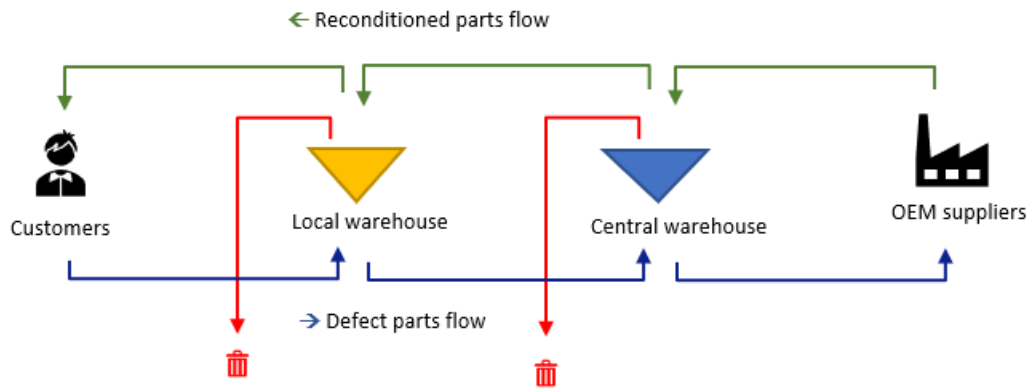 ← Reconditioned parts flow
Customers
Local warehouse
Central warehouse
OEM suppliers
→ Defect parts flow